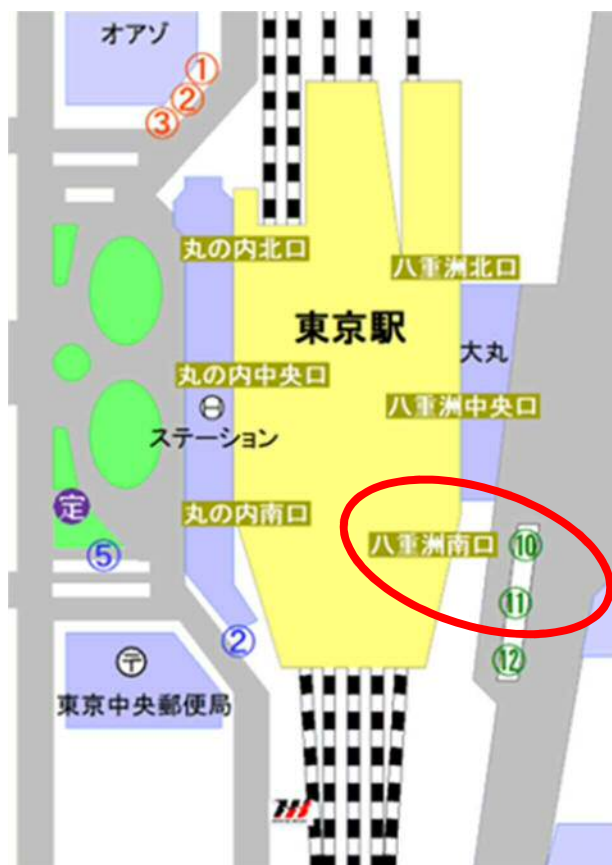 オアゾ
①
②
③
丸の内北口
八重洲北口
東京駅
大丸
丸の内中央口
八重洲中央口
ステーション
定
丸の内南口
八重洲南口
⑩
⑤
⑪
②
⑫
〒
東京中央郵便局